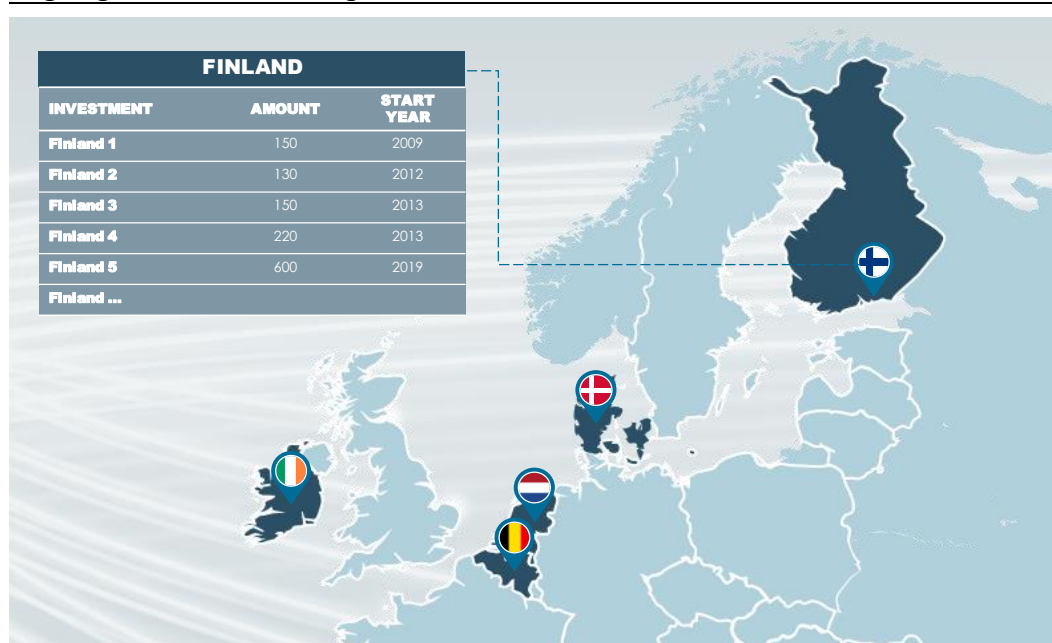 FINLAND
INVESTMENT AMOUNT START YEAR
Finland 1 150 2009
Finland 2 130 2012
Finland 3 150 2013
Finland 4 220 2013
Finland 5 600 2019
Finland ...